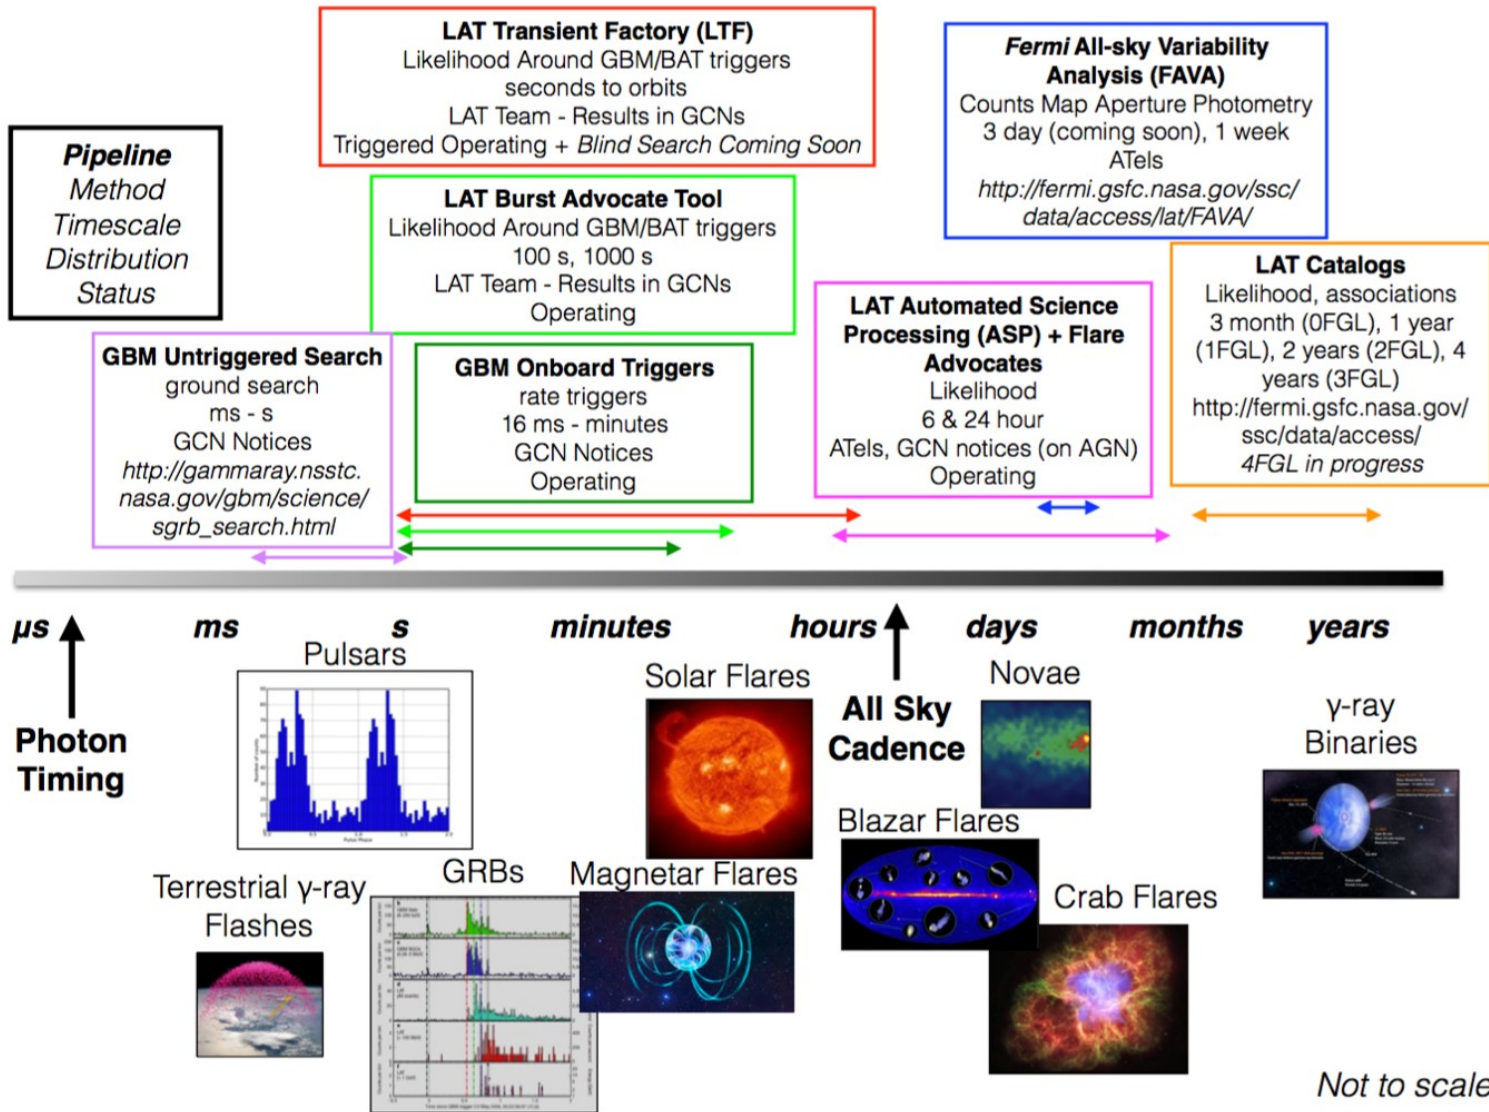 LAT Transient Factory (LTF)
Likelihood Around GBM/BAT triggers
seconds to orbits
LAT Team - Results in GCNs
Triggered Operating + Blind Search Coming Soon
Fermi All-sky Variability
Analysis (FAVA)
Counts Map Aperture Photometry
3 day (coming soon), 1 week
ATels
http://fermi.gsfc.nasa.gov/ssc/
data/access/lat/FAVA/
Pipeline
Method
Timescale
Distribution
Status
LAT Burst Advocate Tool
Likelihood Around GBM/BAT triggers
100 s, 1000 s
LAT Team - Results in GCNs
Operating
LAT Catalogs
Likelihood, associations
3 month (0FGL), 1 year
(1FGL), 2 years (2FGL), 4
years (3FGL)
http://fermi.gsfc.nasa.gov/
ssc/data/access/
4FGL in progress
LAT Automated Science
Processing (ASP) + Flare
Advocates
Likelihood
6 & 24 hour
ATels, GCN notices (on AGN)
Operating
GBM Untriggered Search
ground search
ms - s
GCN Notices
http://gammaray.nsstc.
nasa.gov/gbm/science/
sgrb_search.html
GBM Onboard Triggers
rate triggers
16 ms - minutes
GCN Notices
Operating
µs ms s minutes hours days months years
Photon
Timing
Pulsars
Solar Flares
All Sky
Cadence
Novae
γ-ray
Binaries
Terrestrial γ-ray
Flashes
GRBs
Magnetar Flares
Blazar Flares
Crab Flares
Not to scale